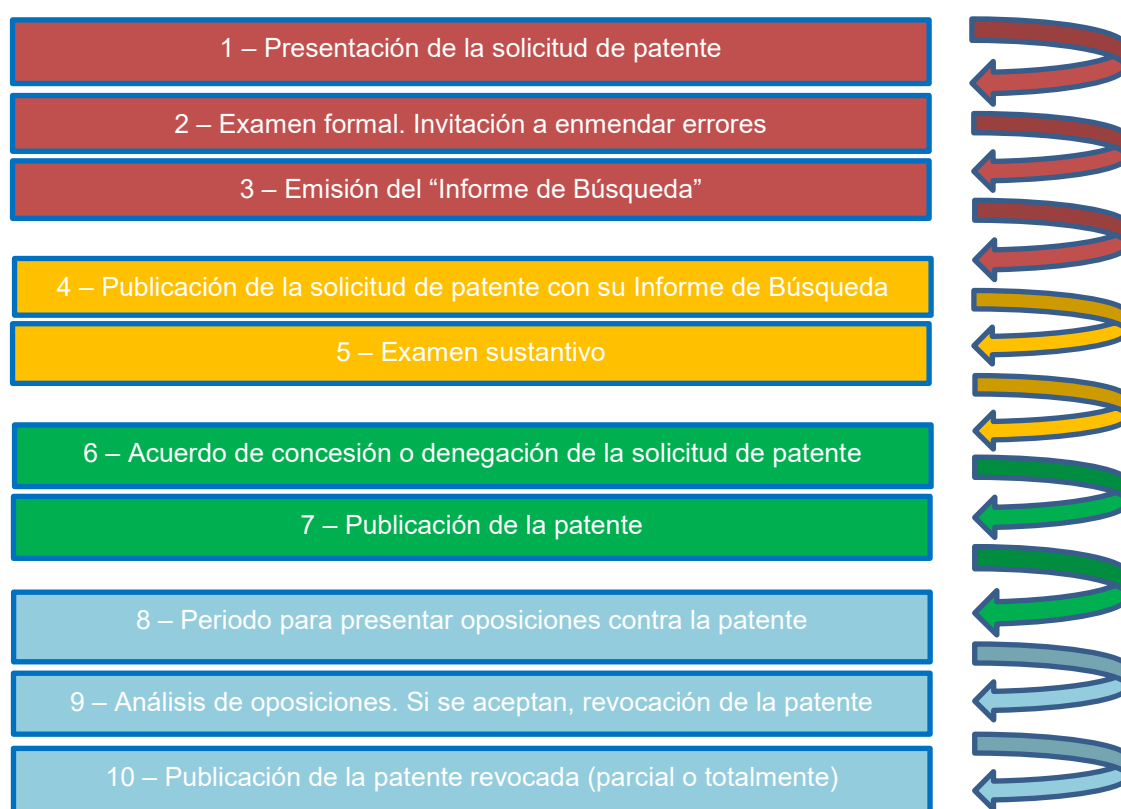 1 – Presentación de la solicitud de patente
2 – Examen formal. Invitación a enmendar errores
3 – Emisión del “Informe de Búsqueda”
4 – Publicación de la solicitud de patente con su Informe de Búsqueda
5 – Examen sustantivo
6 – Acuerdo de concesión o denegación de la solicitud de patente
7 – Publicación de la patente
8 – Periodo para presentar oposiciones contra la patente
9 – Análisis de oposiciones. Si se aceptan, revocación de la patente
10 – Publicación de la patente revocada (parcial o totalmente)